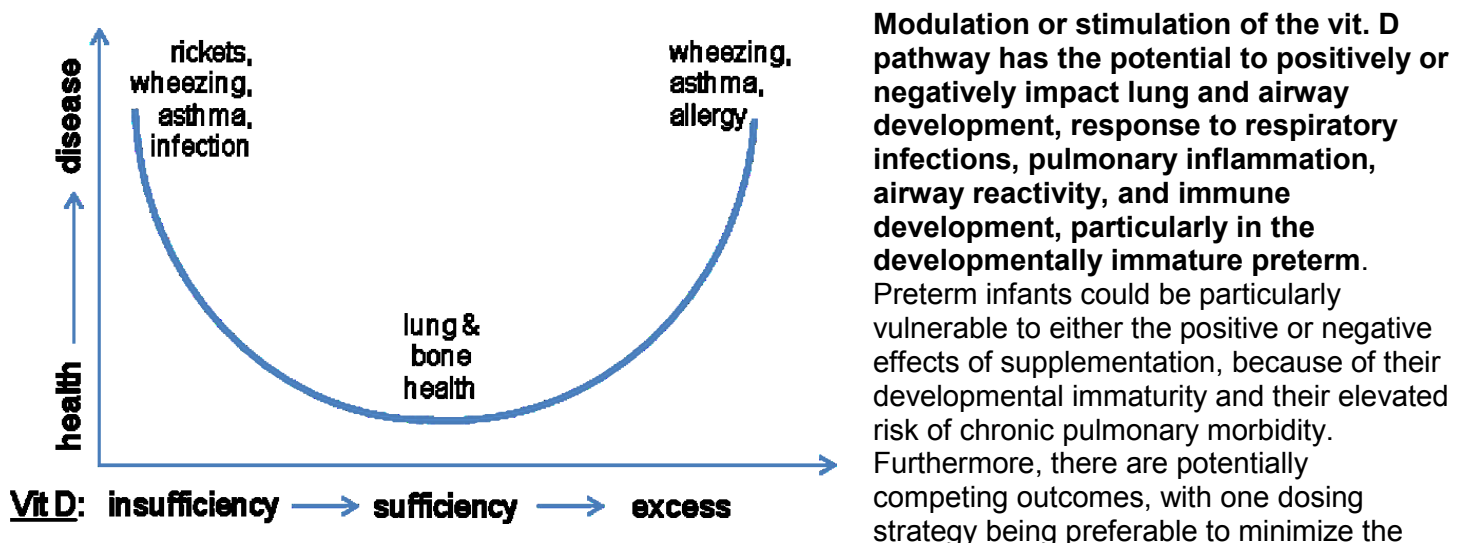 rickets,
wheezing,
asthma,
infection
wheezing,
asthma,
allergy
lung &
bone
health
disease
health
Vit D: insufficiency → sufficiency → excess
Modulation or stimulation of the vit. D
pathway has the potential to positively or
negatively impact lung and airway
development, response to respiratory
infections, pulmonary inflammation,
airway reactivity, and immune
development, particularly in the
developmentally immature preterm.
Preterm infants could be particularly
vulnerable to either the positive or negative
effects of supplementation, because of their
developmental immaturity and their elevated
risk of chronic pulmonary morbidity.
Furthermore, there are potentially
competing outcomes, with one dosing
strategy being preferable to minimize the